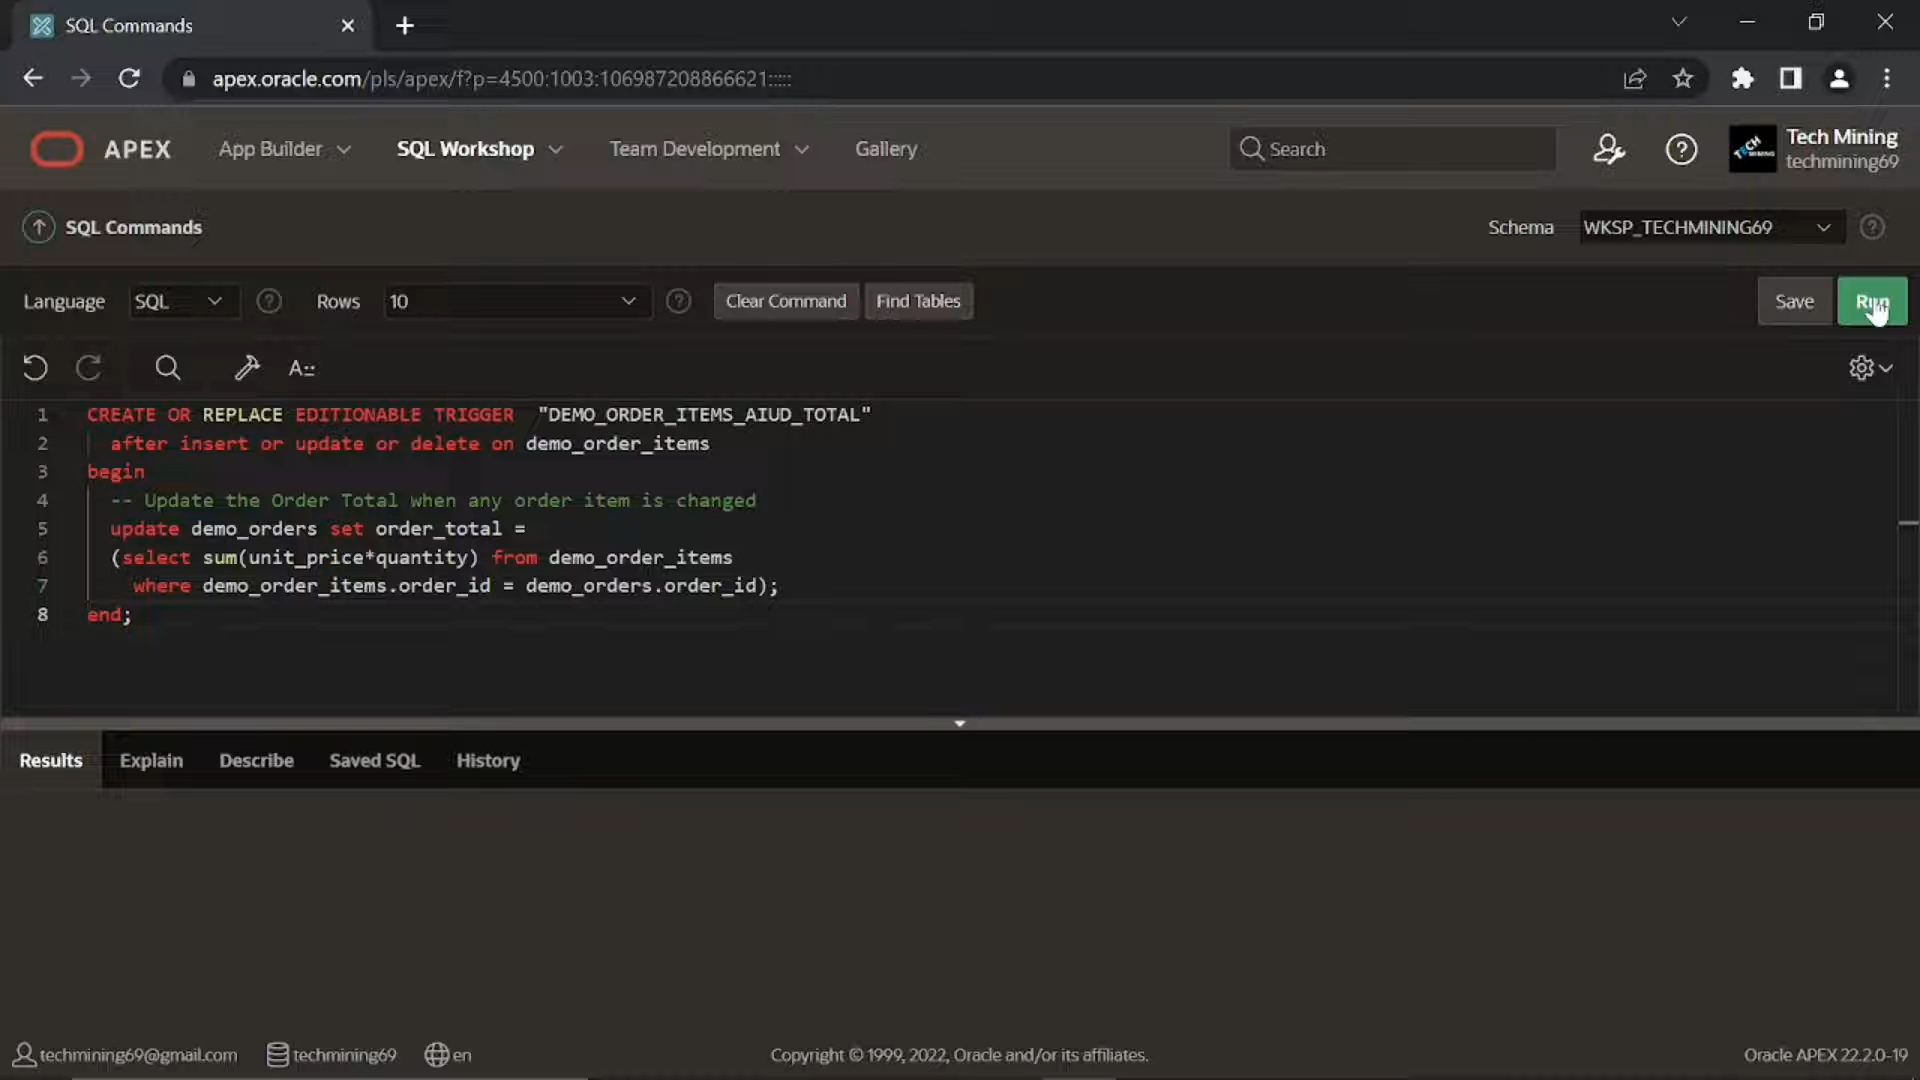 SQL Commands
apex.oracle.com/pls/apex/f?p=4500:1003:106987208866621:::::
APEX App Builder SQL Workshop Team Development Gallery Search TECH MINING Tech Mining
techmining69
SQL Commands Schema WKSP_TECHMINING69
Language SQL Rows 10 Clear Command Find Tables Save Run
A
1 CREATE OR REPLACE EDITIONABLE TRIGGER "DEMO_ORDER_ITEMS_AIUD_TOTAL"
2 after insert or update or delete on demo_order_items
3 begin
4 -- Update the Order Total when any order item is changed
5 update demo_orders set order_total =
6 (select sum(unit_price*quantity) from demo_order_items
7 where demo_order_items.order_id = demo_orders.order_id);
8 end;
Results Explain Describe Saved SQL History
techmining69@gmail.com techmining69 en Copyright © 1999, 2022, Oracle and/or its affiliates. Oracle APEX 22.2.0-19